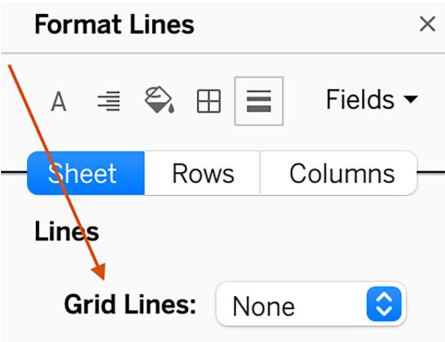 Format Lines
A Fields
Sheet Rows Columns
Lines
Grid Lines: None